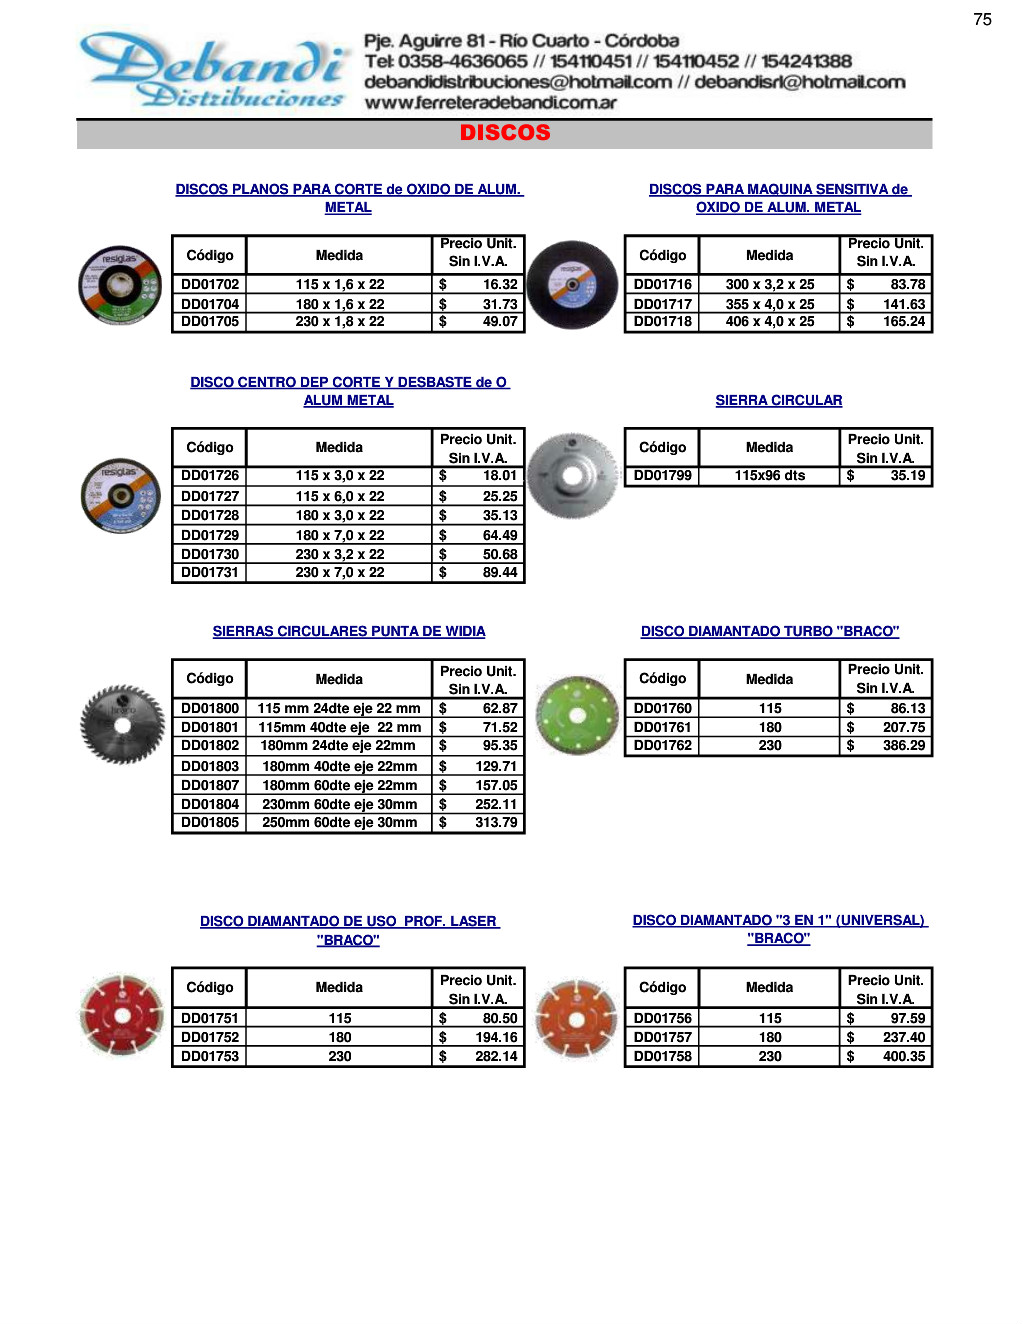 75
Debandi
Distribuciones
Pje. Aguirre 81 - Río Cuarto - Córdoba
Tel: 0358-4636065 // 154110451 // 154110452 // 154241388
debandidistribuciones@hotmail.com // debandisrl@hotmail.com
www.ferreteradebandi.com.ar
DISCOS
DISCOS PLANOS PARA CORTE de OXIDO DE ALUM.
METAL
Código Medida Precio Unit. Sin I.V.A.
DD01702 115 x 1,6 x 22 $ 16.32
DD01704 180 x 1,6 x 22 $ 31.73
DD01705 230 x 1,8 x 22 $ 49.07
resiglas
DISCOS PARA MAQUINA SENSITIVA de
OXIDO DE ALUM. METAL
Código Medida Precio Unit. Sin I.V.A.
DD01716 300 x 3,2 x 25 $ 83.78
DD01717 355 x 4,0 x 25 $ 141.63
DD01718 406 x 4,0 x 25 $ 165.24
resiglas
DISCO CENTRO DEP CORTE Y DESBASTE de O
ALUM METAL
Código Medida Precio Unit. Sin I.V.A.
DD01726 115 x 3,0 x 22 $ 18.01
DD01727 115 x 6,0 x 22 $ 25.25
DD01728 180 x 3,0 x 22 $ 35.13
DD01729 180 x 7,0 x 22 $ 64.49
DD01730 230 x 3,2 x 22 $ 50.68
DD01731 230 x 7,0 x 22 $ 89.44
resiglas
SIERRA CIRCULAR
Código Medida Precio Unit. Sin I.V.A.
DD01799 115x96 dts $ 35.19
SIERRAS CIRCULARES PUNTA DE WIDIA
Código Medida Precio Unit. Sin I.V.A.
DD01800 115 mm 24dte eje 22 mm $ 62.87
DD01801 115mm 40dte eje 22 mm $ 71.52
DD01802 180mm 24dte eje 22mm $ 95.35
DD01803 180mm 40dte eje 22mm $ 129.71
DD01807 180mm 60dte eje 22mm $ 157.05
DD01804 230mm 60dte eje 30mm $ 252.11
DD01805 250mm 60dte eje 30mm $ 313.79
braco
DISCO DIAMANTADO TURBO "BRACO"
Código Medida Precio Unit. Sin I.V.A.
DD01760 115 $ 86.13
DD01761 180 $ 207.75
DD01762 230 $ 386.29
DISCO DIAMANTADO DE USO PROF. LASER
"BRACO"
Código Medida Precio Unit. Sin I.V.A.
DD01751 115 $ 80.50
DD01752 180 $ 194.16
DD01753 230 $ 282.14
DISCO DIAMANTADO "3 EN 1" (UNIVERSAL)
"BRACO"
Código Medida Precio Unit. Sin I.V.A.
DD01756 115 $ 97.59
DD01757 180 $ 237.40
DD01758 230 $ 400.35